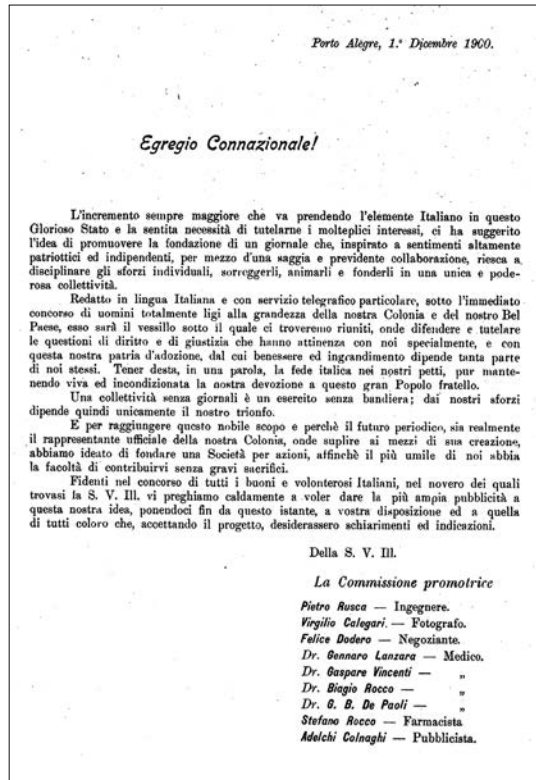 Porto Alegre, 1.º Dicembre 1900.
Egregio Connazionale!
L'incremento sempre maggiore che va prendendo l'elemente Italiano in questo
Glorioso Stato e la sentita necessità di tutelarne i molteplici interessi, ci ha suggerito
l'idea di promuovere la fondazione di un giornale che, inspirato a sentimenti altamente
patriottici ed indipendenti, per mezzo d'una saggia e previdente collaborazione, riesca a
disciplinare gli sforzi individuali, sorreggerli, animarli e fonderli in una unica e pode-
rosa collettività.
Redatto in lingua Italiana e con servizio telegrafico particolare, sotto l'immediato
concorso di uomini totalmente ligi alla grandezza della nostra Colonia e del nostro Bel
Paese, esso sarà il vessillo sotto il quale ci troveremo riuniti, onde difendere e tutelare
le questioni di diritto e di giustizia che hanno attinenza con noi specialmente, e con
questa nostra patria d'adozione, dal cui benessere ed ingrandimento dipende tanta parte
di noi stessi. Tener desta, in una parola, la fede italica nei nostri petti, pur mante-
nendo viva ed incondizionata la nostra devozione a questo gran Popolo fratello.
Una collettività senza giornali è un esercito senza bandiera; dai nostri sforzi
dipende quindi unicamente il nostro trionfo.
E per raggiungere questo nobile scopo e perchè il futuro periodico, sia realmente
il rappresentante ufficiale della nostra Colonia, onde suplire ai mezzi di sua creazione,
abbiamo ideato di fondare una Società per azioni, affinchè il più umile di noi abbia
la facoltà di contribuirvi senza gravi sacrifici.
Fidenti nel concorso di tutti i buoni e volonterosi Italiani, nel novero dei quali
trovasi la S. V. Ill. vi preghiamo caldamente a voler dare la più ampia pubblicità a
questa nostra idea, ponendoci fin da questo istante, a vostra disposizione ed a quella
di tutti coloro che, accettando il progetto, desiderassero schiarimenti ed indicazioni.
Della S. V. Ill.
La Commissione promotrice
Pietro Rusca — Ingegnere.
Virgilio Calegari. — Fotografo.
Felice Dodero — Negoziante.
Dr. Gennaro Lanzara — Medico.
Dr. Gaspare Vincenti — „
Dr. Biagio Rocco — „
Dr. G. B. De Paoli — „
Stefano Rocco — Farmacista
Adelchi Colnaghi — Pubblicista.